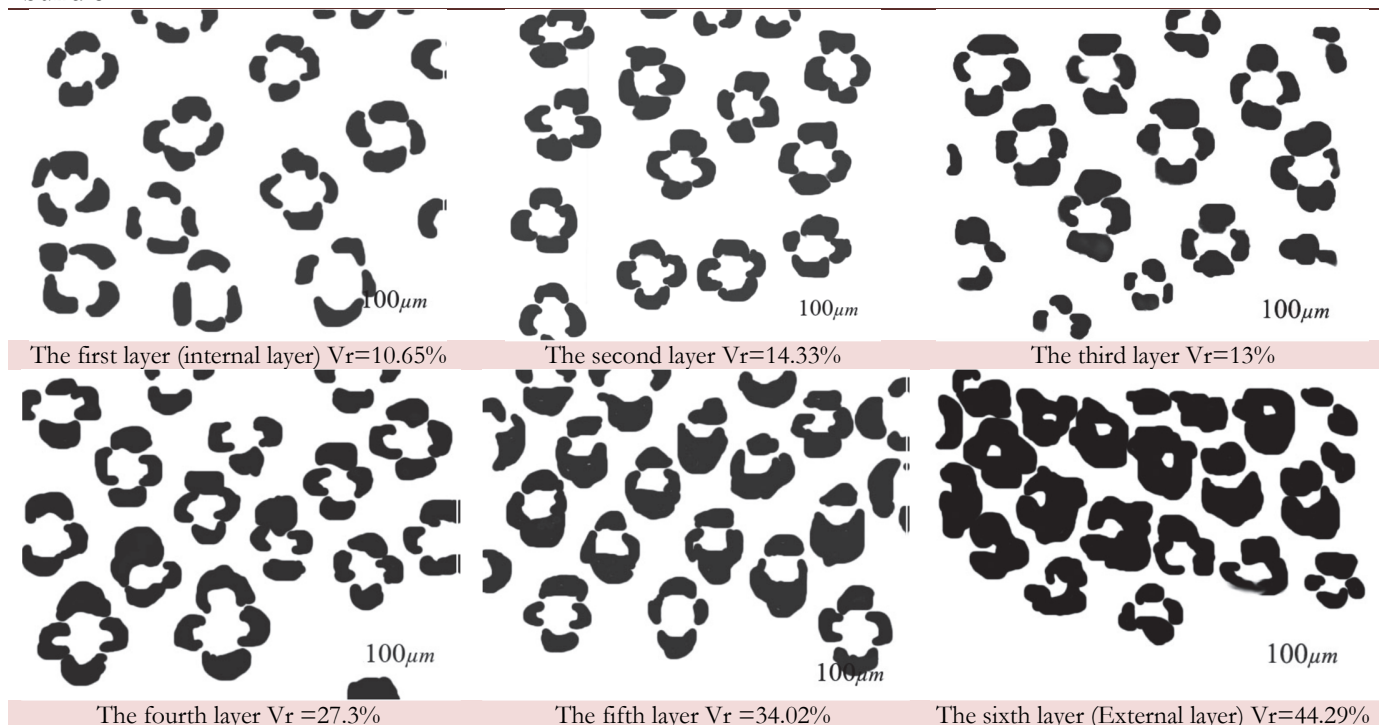 100µm
100µm
100µm
The first layer (internal layer) Vr=10.65%
The second layer Vr=14.33%
The third layer Vr=13%
100µm
100µm
100µm
The fourth layer Vr =27.3%
The fifth layer Vr =34.02%
The sixth layer (External layer) Vr=44.29%